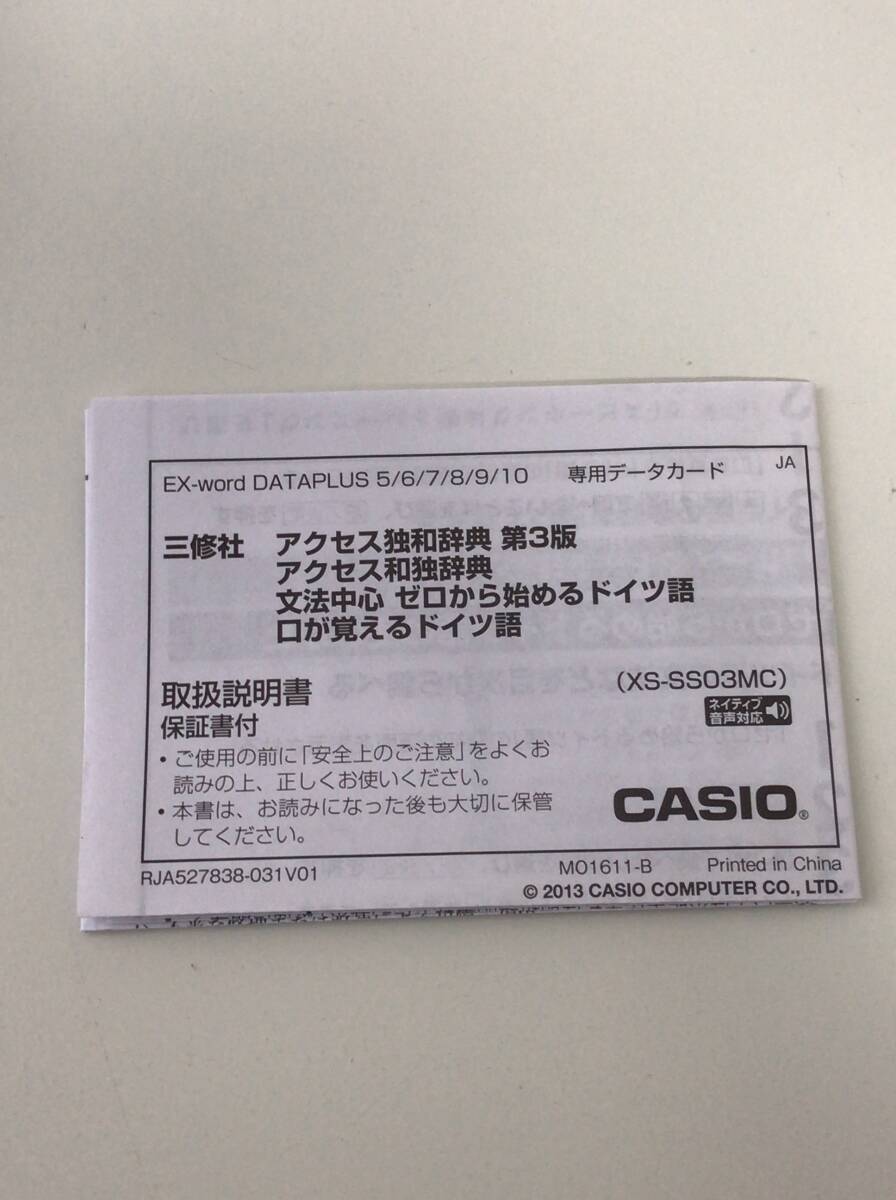 EX-word DATAPLUS 5/6/7/8/9/10 専用データカード JA
三修社 アクセス独和辞典 第3版
アクセス和独辞典
文法中心 ゼロから始めるドイツ語
口が覚えるドイツ語
取扱説明書 (XS-SS03MC)
保証書付
ネイティブ
音声対応
・ご使用の前に「安全上のご注意」をよくお
読みの上、正しくお使いください。
・本書は、お読みになった後も大切に保管
してください。
CASIO®
RJA527838-031V01 MO1611-B Printed in China
© 2013 CASIO COMPUTER CO., LTD.